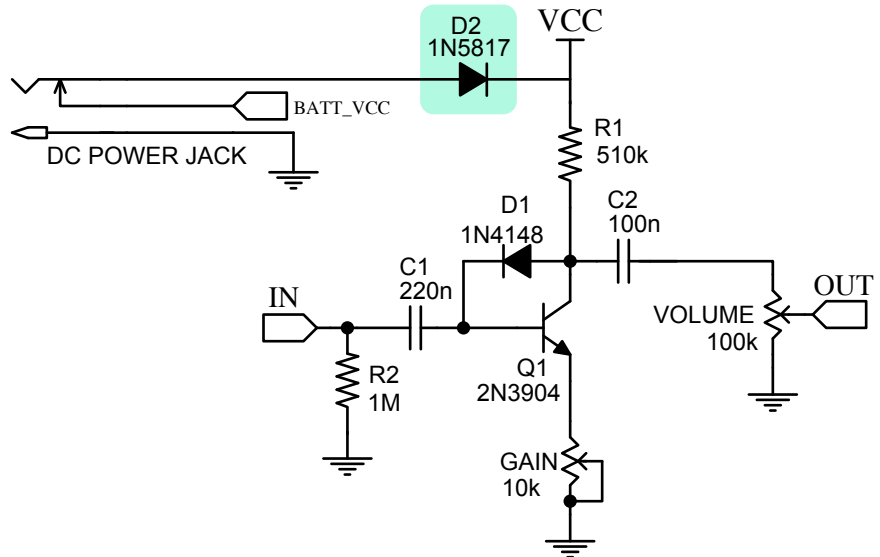 D2
1N5817
VCC
BATT_VCC
DC POWER JACK
R1
510k
D1
1N4148
C2
100n
C1
220n
IN
OUT
VOLUME
100k
R2
1M
Q1
2N3904
GAIN
10k